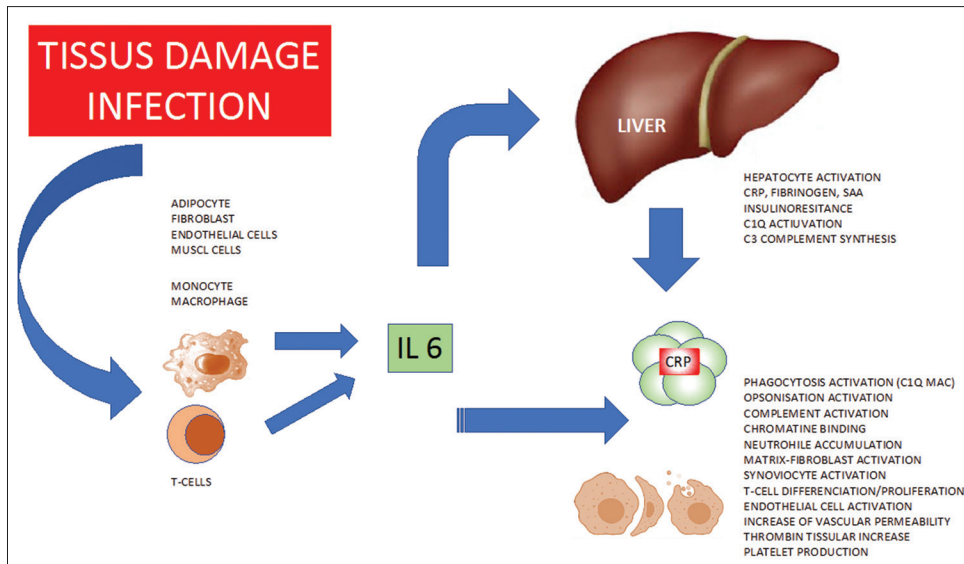 TISSUS DAMAGE
INFECTION
ADIPOCYTE
FIBROBLAST
ENDOTHELIAL CELLS
MUSCL CELLS
MONOCYTE
MACROPHAGE
T-CELLS
IL 6
LIVER
HEPATOCYTE ACTIVATION
CRP, FIBRINOGEN, SAA
INSULINORESITANCE
C1Q ACTIUVATION
C3 COMPLEMENT SYNTHESIS
CRP
PHAGOCYTOSIS ACTIVATION (C1Q MAC)
OPSONISATION ACTIVATION
COMPLEMENT ACTIVATION
CHROMATINE BINDING
NEUTROHILE ACCUMULATION
MATRIX-FIBROBLAST ACTIVATION
SYNOVIOCYTE ACTIVATION
T-CELL DIFFERENCIATION/PROLIFERATION
ENDOTHELIAL CELL ACTIVATION
INCREASE OF VASCULAR PERMEABILITY
THROMBIN TISSULAR INCREASE
PLATELET PRODUCTION